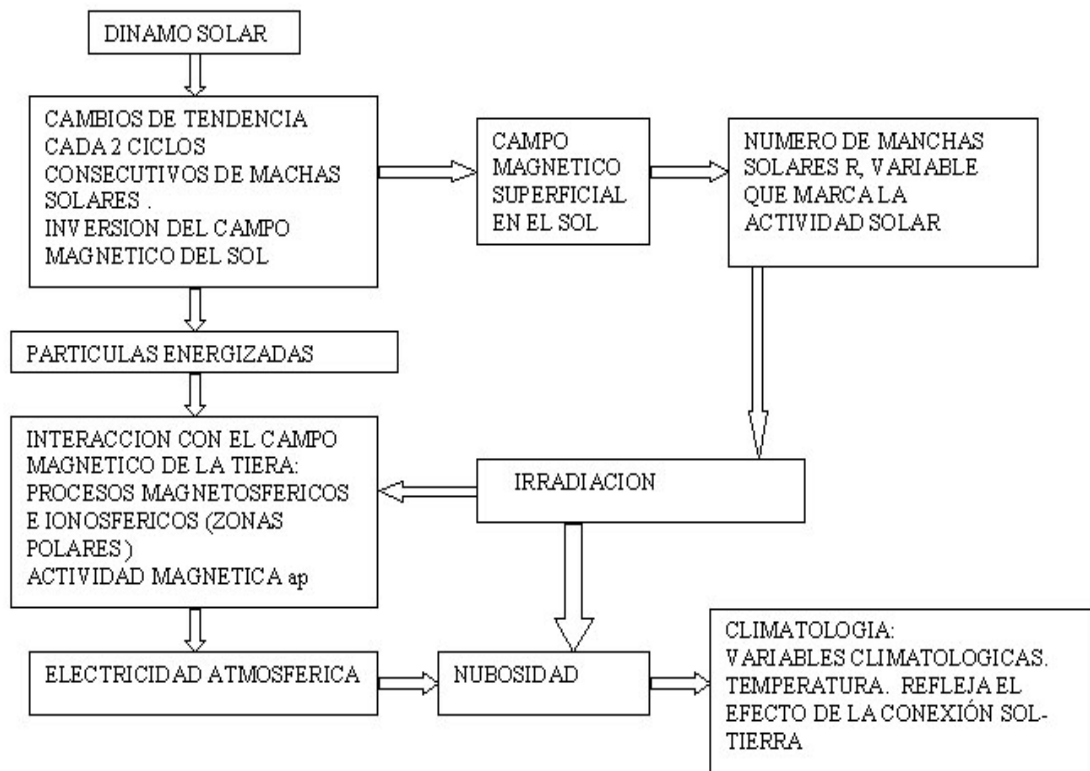 DINAMO SOLAR
CAMBIOS DE TENDENCIA
CADA 2 CICLOS
CONSECUTIVOS DE MACHAS
SOLARES .
INVERSION DEL CAMPO
MAGNETICO DEL SOL
CAMPO
MAGNETICO
SUPERFICIAL
EN EL SOL
NUMERO DE MANCHAS
SOLARES R, VARIABLE
QUE MARCA LA
ACTIVIDAD SOLAR
PARTICULAS ENERGIZADAS
INTERACCION CON EL CAMPO
MAGNETICO DE LA TIERA:
PROCESOS MAGNETOSFERICOS
E IONOSFERICOS (ZONAS
POLARES )
ACTIVIDAD MAGNETICA ap
IRRADIACION
ELECTRICIDAD ATMOSFERICA
NUBOSIDAD
CLIMATOLOGIA:
VARIABLES CLIMATOLOGICAS.
TEMPERATURA. REFLEJA EL
EFECTO DE LA CONEXIÓN SOL-
TIERRA